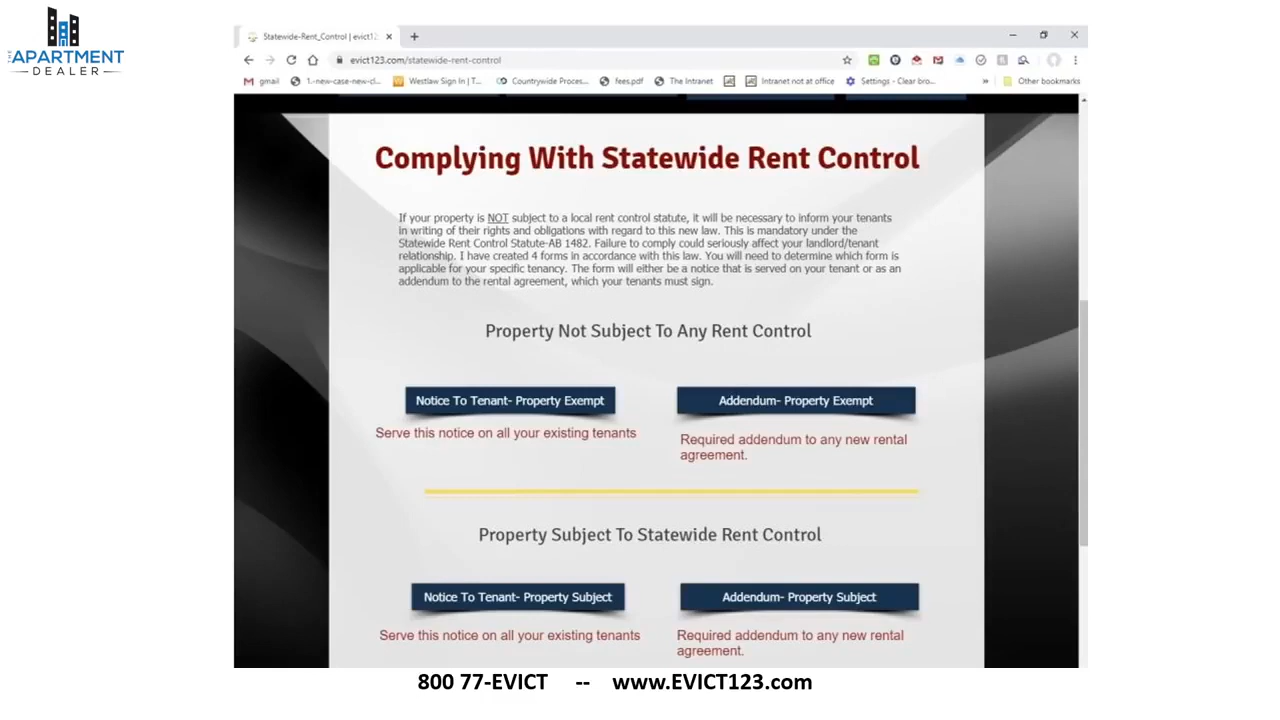 THE
APARTMENT
DEALER
Statewide-Rent_Control | evict12
evict123.com/statewide-rent-control
gmail 1.-new-case-new-cl... Westlaw Sign In | T... Countrywide Proces... fees.pdf The Intranet Intranet not at office Settings - Clear bro... » Other bookmarks
Complying With Statewide Rent Control
If your property is NOT subject to a local rent control statute, it will be necessary to inform your tenants
in writing of their rights and obligations with regard to this new law. This is mandatory under the
Statewide Rent Control Statute-AB 1482. Failure to comply could seriously affect your landlord/tenant
relationship. I have created 4 forms in accordance with this law. You will need to determine which form is
applicable for your specific tenancy. The form will either be a notice that is served on your tenant or as an
addendum to the rental agreement, which your tenants must sign.
Property Not Subject To Any Rent Control
Notice To Tenant- Property Exempt
Addendum- Property Exempt
Serve this notice on all your existing tenants
Required addendum to any new rental
agreement.
Property Subject To Statewide Rent Control
Notice To Tenant- Property Subject
Addendum- Property Subject
Serve this notice on all your existing tenants
Required addendum to any new rental
agreement.
800 77-EVICT -- www.EVICT123.com